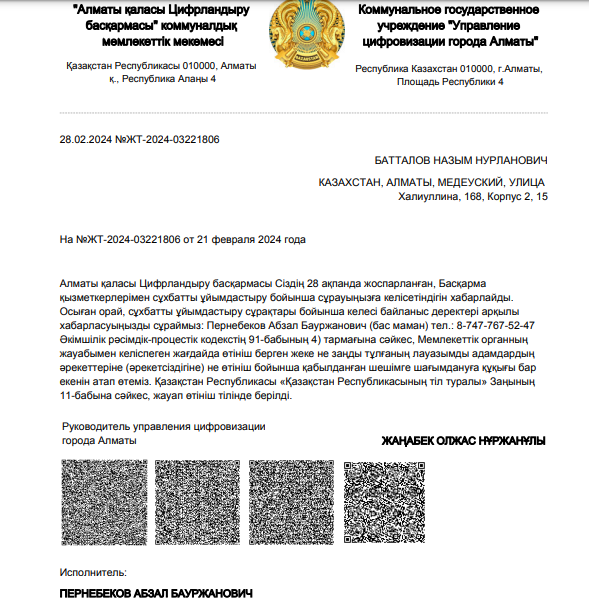 "Алматы қаласы Цифрландыру
басқармасы" коммуналдық
мемлекеттік мекемесі
Қазақстан Республикасы 010000, Алматы
қ., Республика Алаңы 4
Коммунальное государственное
учреждение "Управление
цифровизации города Алматы"
Республика Казахстан 010000, г.Алматы,
Площадь Республики 4
28.02.2024 №ЖТ-2024-03221806
БАТТАЛОВ НАЗЫМ НУРЛАНОВИЧ
КАЗАХСТАН, АЛМАТЫ, МЕДЕУСКИЙ, УЛИЦА
Халиуллина, 168, Корпус 2, 15
На №ЖТ-2024-03221806 от 21 февраля 2024 года
Алматы қаласы Цифрландыру басқармасы Сіздің 28 ақпанда жоспарланған, Басқарма
қызметкерлерімен сұхбатты ұйымдастыру бойынша сұрауыңызға келісетіндігін хабарлайды.
Осыған орай, сұхбатты ұйымдастыру сұрақтары бойынша келесі байланыс деректері арқылы
хабарласуыңызды сұраймыз: Пернебеков Абзал Бауржанович (бас маман) тел.: 8-747-767-52-47
Әкімшілік рәсімдік-процестік кодекстің 91-бабының 4) тармағына сәйкес, Мемлекеттік органның
жауабымен келіспеген жағдайда өтініш берген жеке не заңды тұлғаның лауазымды адамдардың
әрекеттеріне (әрекетсіздігіне) не өтініш бойынша қабылданған шешімге шағымдануға құқығы бар
екенін атап өтеміз. Қазақстан Республикасы «Қазақстан Республикасының тіл туралы» Заңының
11-бабына сәйкес, жауап өтініш тілінде берілді.
Руководитель управления цифровизации
города Алматы
ЖАҢАБЕК ОЛЖАС НҰРЖАНҰЛЫ
Исполнитель:
ПЕРНЕБЕКОВ АБЗАЛ БАУРЖАНОВИЧ